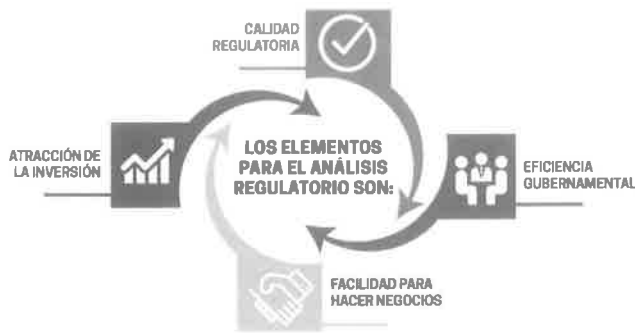 CALIDAD
REGULATORIA
ATRACCIÓN DE
LA INVERSIÓN
LOS ELEMENTOS
PARA EL ANÁLISIS
REGULATORIO SON:
EFICIENCIA
GUBERNAMENTAL
FACILIDAD PARA
HACER NEGOCIOS